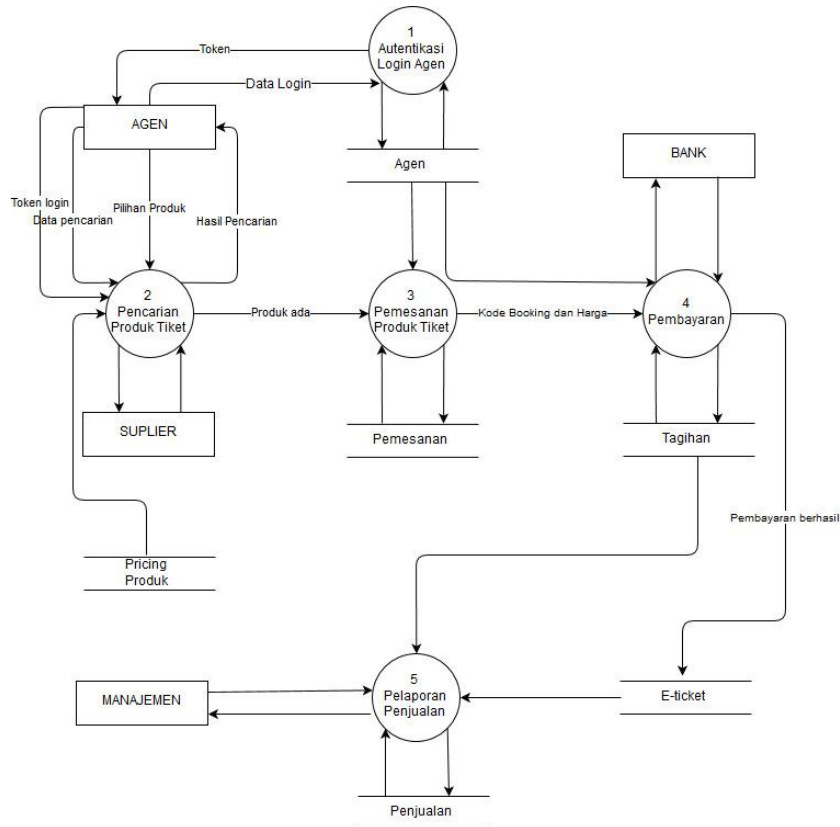 1
Autentikasi
Login Agen
Token
Data Login
AGEN
Agen
BANK
Token login
Data pencarian
Pilihan Produk
Hasil Pencarian
2
Pencarian
Produk Tiket
Produk ada
3
Pemesanan
Produk Tiket
Kode Booking dan Harga
4
Pembayaran
SUPLIER
Pemesanan
Tagihan
Pembayaran berhasil
Pricing
Produk
5
Pelaporan
Penjualan
MANAJEMEN
E-ticket
Penjualan